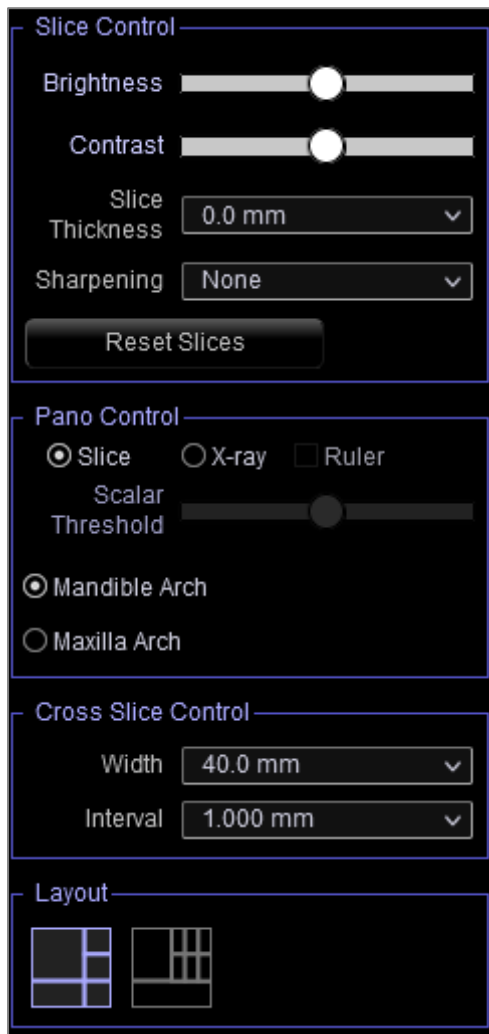 Slice Control
Brightness
Contrast
Slice
Thickness
0.0 mm
Sharpening
None
Reset Slices
Pano Control
Slice X-ray Ruler
Scalar
Threshold
Mandible Arch
Maxilla Arch
Cross Slice Control
Width 40.0 mm
Interval 1.000 mm
Layout